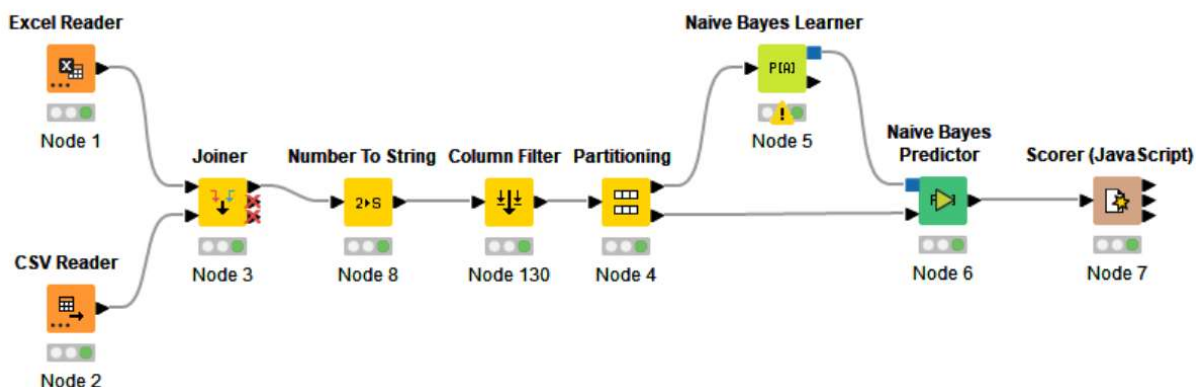 Excel Reader
Node 1
CSV Reader
Node 2
Joiner
Node 3
Number To String
2▸S
Node 8
Column Filter
Node 130
Partitioning
Node 4
Naive Bayes Learner
P[A]
Node 5
Naive Bayes
Predictor
Node 6
Scorer (JavaScript)
Node 7